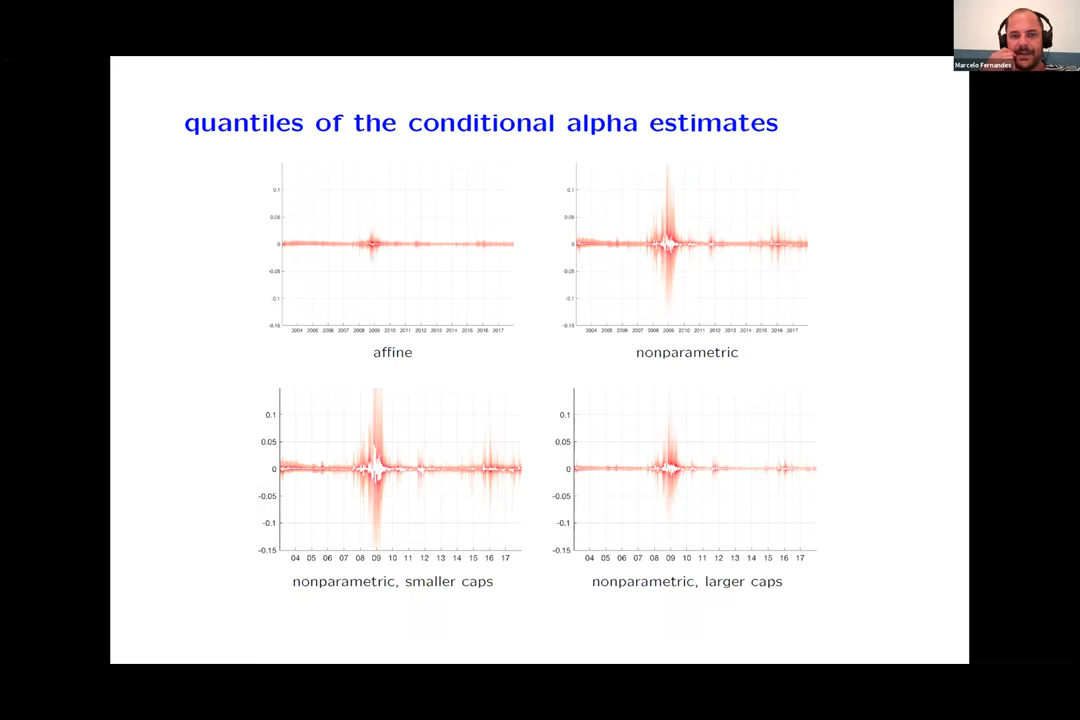 Marcelo Fernandes
quantiles of the conditional alpha estimates
0.1
0.05
0
-0.05
-0.1
-0.15
2004 2005 2006 2007 2008 2009 2010 2011 2012 2013 2014 2015 2016 2017
affine
0.1
0.05
0
-0.05
-0.1
-0.15
2004 2005 2006 2007 2008 2009 2010 2011 2012 2013 2014 2015 2016 2017
nonparametric
0.1
0.05
0
-0.05
-0.1
-0.15
04 05 06 07 08 09 10 11 12 13 14 15 16 17
nonparametric, smaller caps
0.1
0.05
0
-0.05
-0.1
-0.15
04 05 06 07 08 09 10 11 12 13 14 15 16 17
nonparametric, larger caps